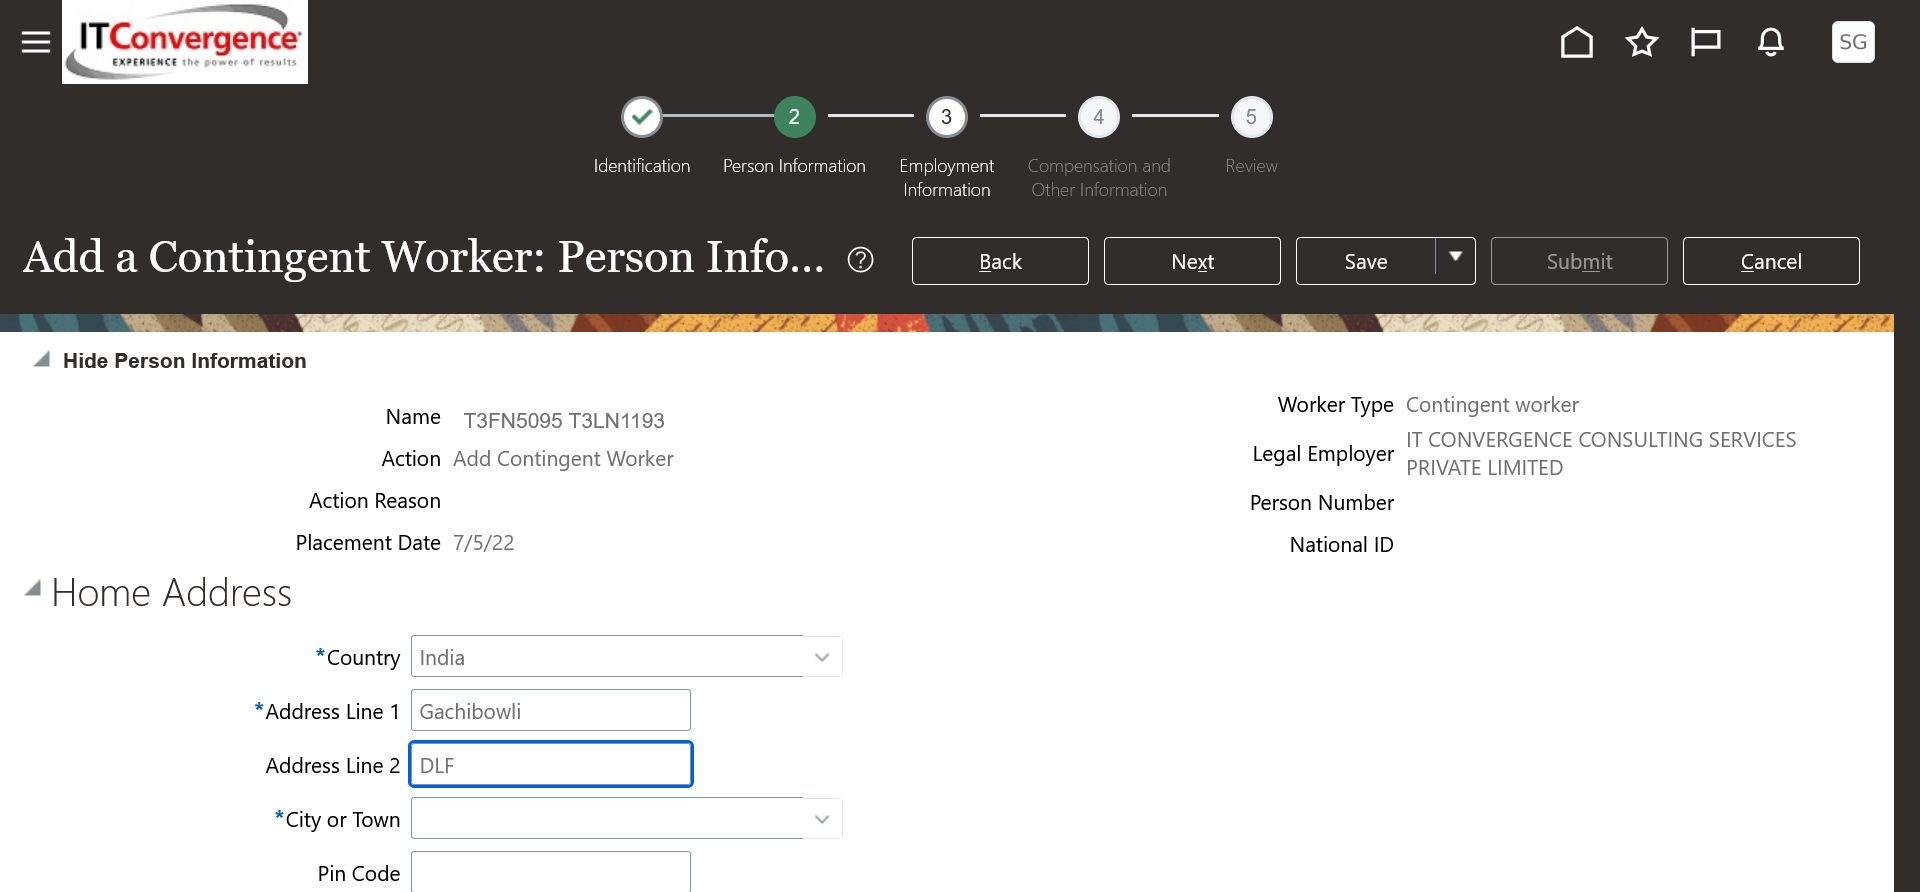 ITConvergence
EXPERIENCE the power of results
SG
2
3
4
5
Identification
Person Information
Employment Information
Compensation and Other Information
Review
Add a Contingent Worker: Person Info...
?
Back
Next
Save
Submit
Cancel
Hide Person Information
Name T3FN5095 T3LN1193
Action Add Contingent Worker
Action Reason
Placement Date 7/5/22
Worker Type Contingent worker
Legal Employer IT CONVERGENCE CONSULTING SERVICES
PRIVATE LIMITED
Person Number
National ID
Home Address
*Country India
*Address Line 1 Gachibowli
Address Line 2 DLF
*City or Town
Pin Code